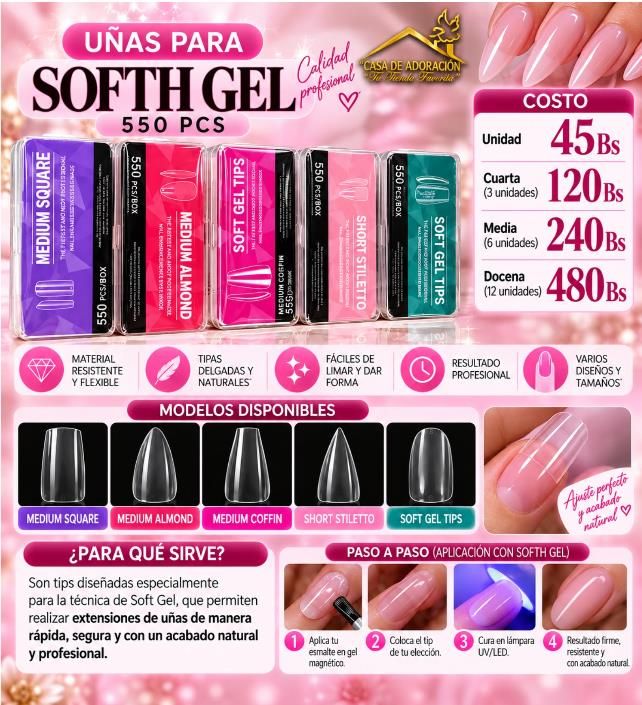 UÑAS PARA
SOFTH GEL
550 PCS
Calidad
profesional
"CASA DE ADORACIÓN"
"Tu Tienda Favorita"
COSTO
Unidad 45Bs
Cuarta
(3 unidades) 120Bs
Media
(6 unidades) 240Bs
Docena
(12 unidades) 480Bs
MEDIUM SQUARE
550 PCS/BOX
550 PCS/BOX
MEDIUM ALMOND
SOFT GEL TIPS
MEDIUM COFFIN
550 PCS/BOX
SHORT STILETTO
550 PCS/BOX
SOFT GEL TIPS
MATERIAL
RESISTENTE
Y FLEXIBLE
TIPAS
DELGADAS Y
NATURALES
FÁCILES DE
LIMAR Y DAR
FORMA
RESULTADO
PROFESIONAL
VARIOS
DISEÑOS Y
TAMAÑOS
MODELOS DISPONIBLES
MEDIUM SQUARE
MEDIUM ALMOND
MEDIUM COFFIN
SHORT STILETTO
SOFT GEL TIPS
Ajuste perfecto
y acabado
natural
¿PARA QUÉ SIRVE?
Son tips diseñadas especialmente
para la técnica de Soft Gel, que permiten
realizar extensiones de uñas de manera
rápida, segura y con un acabado natural
y profesional.
PASO A PASO (APLICACIÓN CON SOFTH GEL)
1 Aplica tu
esmalte en gel
magnético.
2 Coloca el tip
de tu elección.
3 Cura en lámpara
UV/LED.
4 Resultado firme,
resistente y
con acabado natural.